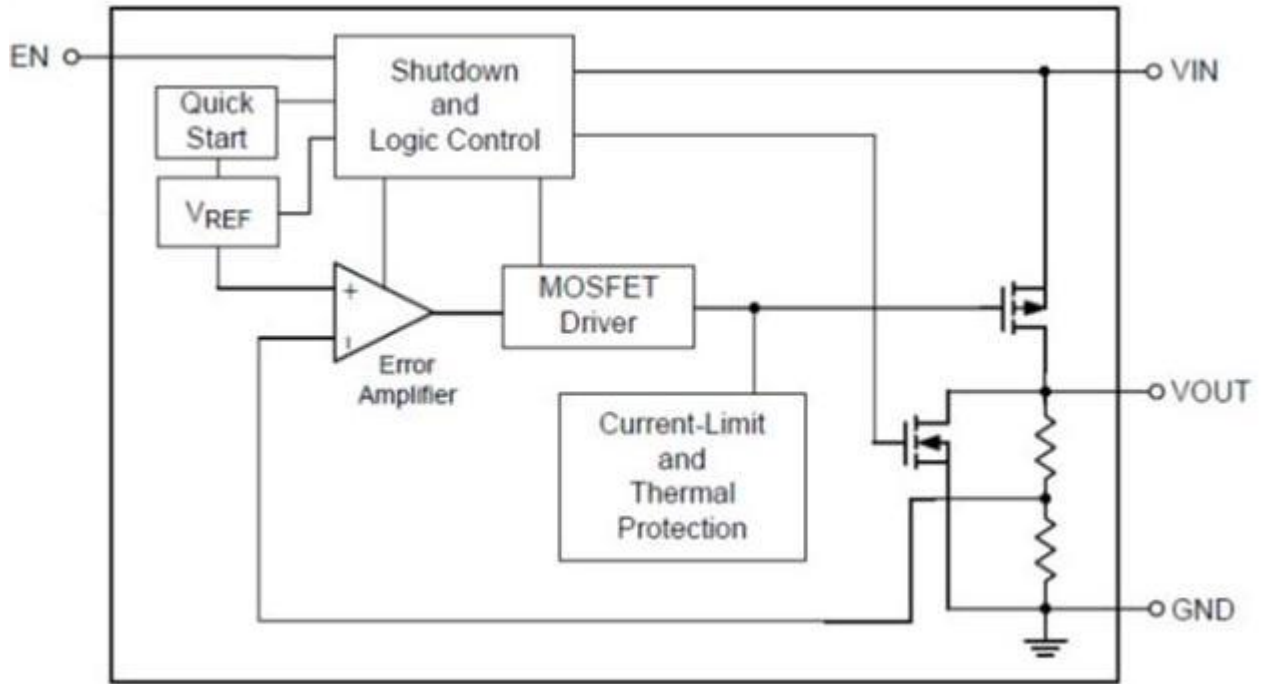 EN
Shutdown
and
Logic Control
VIN
Quick
Start
VREF
+
MOSFET
Driver
Error
Amplifier
VOUT
Current-Limit
and
Thermal
Protection
GND